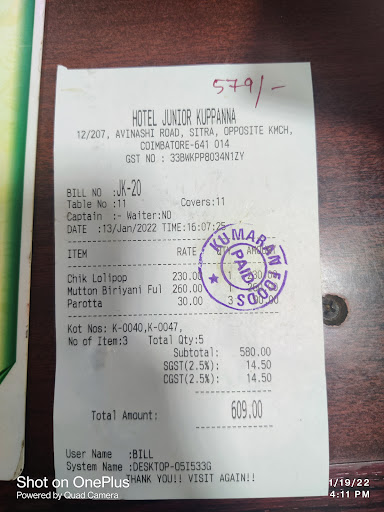 579/-
HOTEL JUNIOR KUPPANNA
12/207, AVINASHI ROAD, SITRA, OPPOSITE KMCH,
COIMBATORE-641 014
GST NO : 33BWKPP8034N1ZY
BILL NO :JK-20
Table No :11 Covers:11
Captain :- Waiter:NO
DATE :13/Jan/2022 TIME:16:07:25
ITEM RATE
Chik Lolipop 230.00
Mutton Biriyani Ful 260.00
Parotta 30.00 3
KUMARAN FOODS
PAID
Kot Nos: K-0040,K-0047,
No of Item:3 Total Qty:5
Subtotal: 580.00
SGST(2.5%): 14.50
CGST(2.5%): 14.50
Total Amount: 609.00
User Name :BILL
System Name :DESKTOP-05I533G
THANK YOU!! VISIT AGAIN!!
Shot on OnePlus
Powered by Quad Camera
1/19/22
4:11 PM